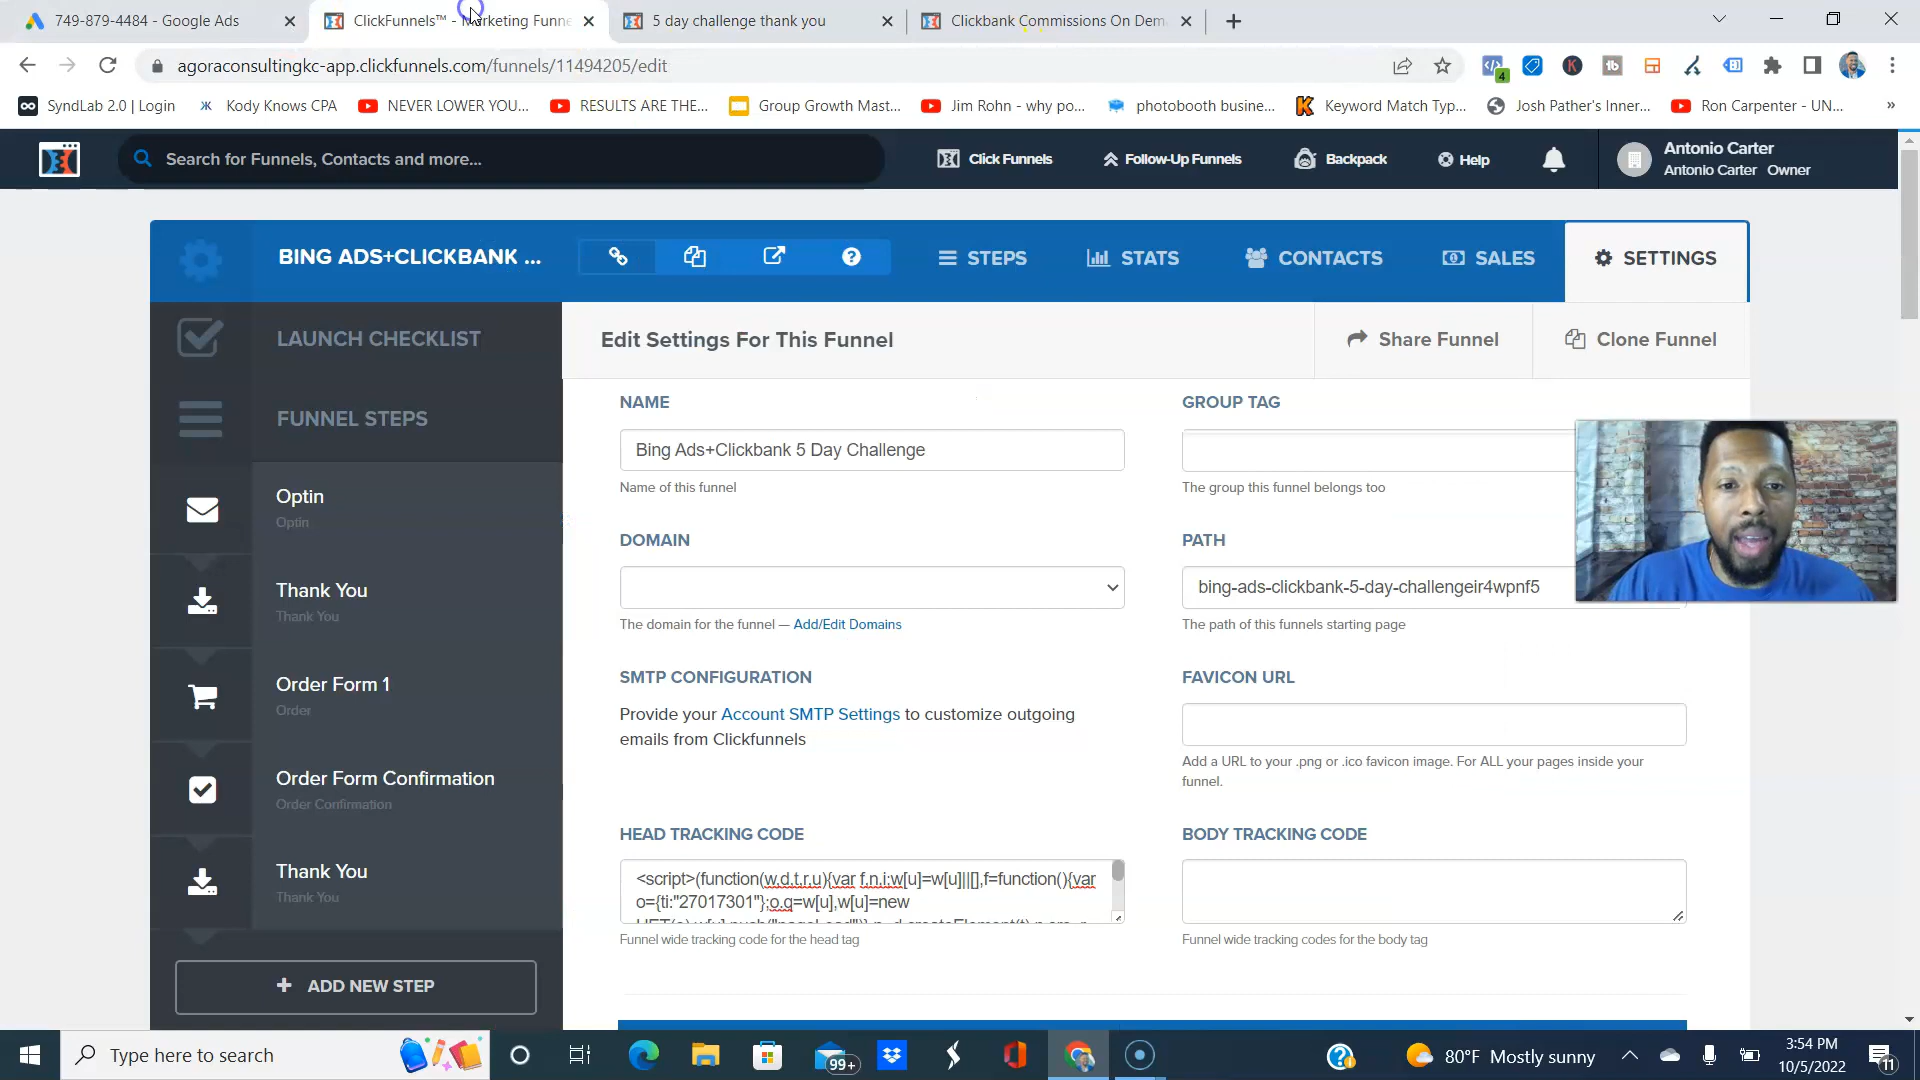 749-879-4484 - Google Ads
ClickFunnels™ - Marketing Funne
5 day challenge thank you
Clickbank Commissions On Dem
agoraconsultingkc-app.clickfunnels.com/funnels/11494205/edit
4
SyndLab 2.0 | Login
Kody Knows CPA
NEVER LOWER YOU...
RESULTS ARE THE...
Group Growth Mast...
Jim Rohn - why po...
photobooth busine...
Keyword Match Typ...
Josh Pather's Inner...
Ron Carpenter - UN...
»
Search for Funnels, Contacts and more...
Click Funnels
Follow-Up Funnels
Backpack
Help
Antonio Carter
Antonio Carter Owner
BING ADS+CLICKBANK ...
STEPS
STATS
CONTACTS
SALES
SETTINGS
LAUNCH CHECKLIST
Edit Settings For This Funnel
Share Funnel
Clone Funnel
FUNNEL STEPS
Optin
Optin
Thank You
Thank You
Order Form 1
Order
Order Form Confirmation
Order Confirmation
Thank You
Thank You
+ ADD NEW STEP
NAME
Bing Ads+Clickbank 5 Day Challenge
Name of this funnel
GROUP TAG
The group this funnel belongs too
DOMAIN
The domain for the funnel — Add/Edit Domains
PATH
bing-ads-clickbank-5-day-challengeir4wpnf5
The path of this funnels starting page
SMTP CONFIGURATION
Provide your Account SMTP Settings to customize outgoing
emails from Clickfunnels
FAVICON URL
Add a URL to your .png or .ico favicon image. For ALL your pages inside your
funnel.
HEAD TRACKING CODE
<script>(function(w,d,t,r,u){var f,n,i;w[u]=w[u]||[],f=function(){var
o={ti:"27017301"};o.q=w[u],w[u]=new
Funnel wide tracking code for the head tag
BODY TRACKING CODE
Funnel wide tracking codes for the body tag
Type here to search
99+
80°F Mostly sunny
3:54 PM
10/5/2022
11